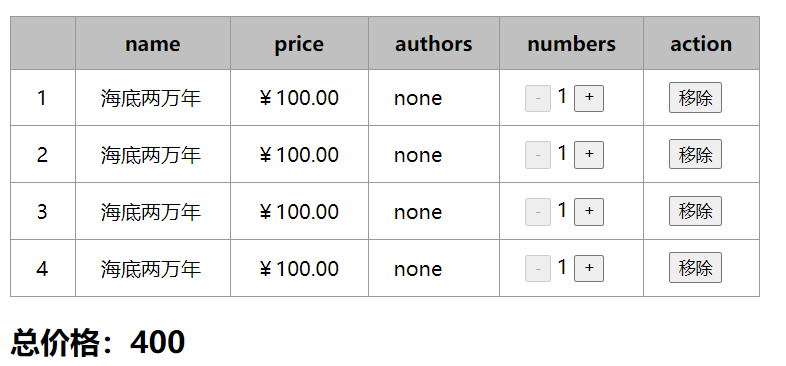 name price authors numbers action
1 海底两万年 ￥100.00 none - 1 + 移除
2 海底两万年 ￥100.00 none - 1 + 移除
3 海底两万年 ￥100.00 none - 1 + 移除
4 海底两万年 ￥100.00 none - 1 + 移除
总价格：400